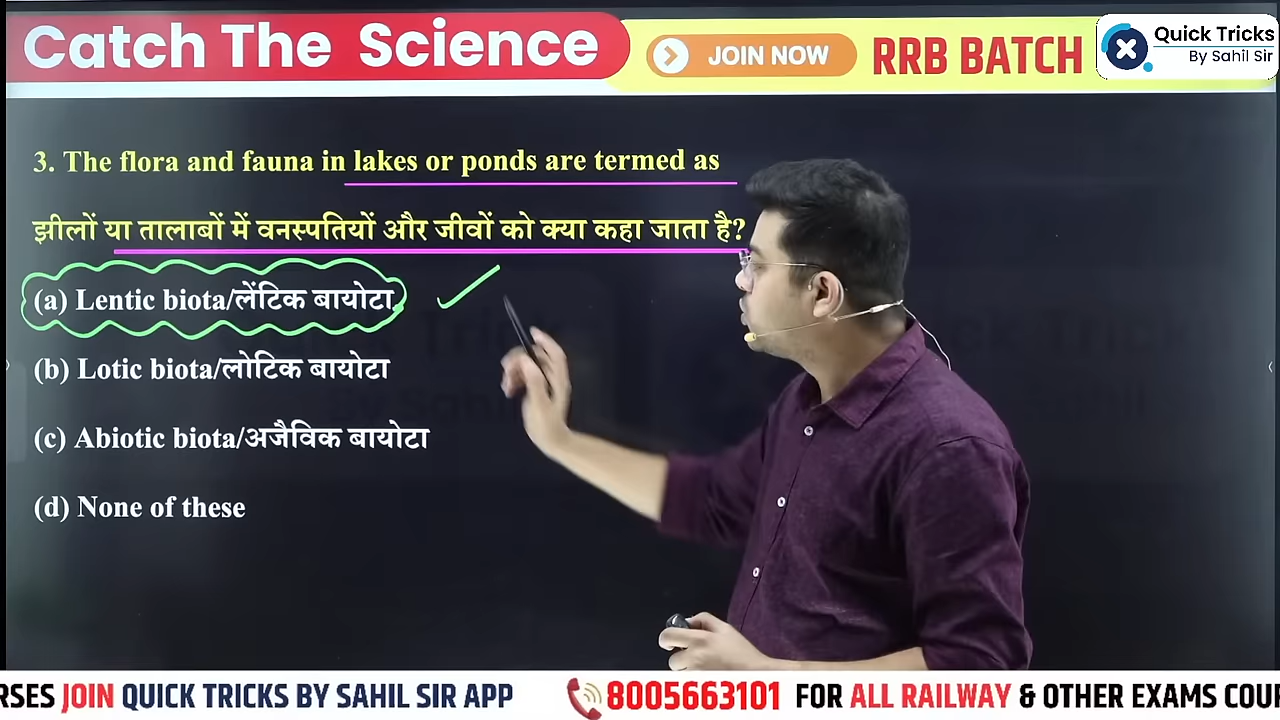 Catch The Science
JOIN NOW
RRB BATCH
Quick Tricks
By Sahil Sir
3. The flora and fauna in lakes or ponds are termed as
झीलों या तालाबों में वनस्पतियों और जीवों को क्या कहा जाता है?
(a) Lentic biota/लेंटिक बायोटा
(b) Lotic biota/लोटिक बायोटा
(c) Abiotic biota/अजैविक बायोटा
(d) None of these
RSES JOIN QUICK TRICKS BY SAHIL SIR APP
8005663101 FOR ALL RAILWAY & OTHER EXAMS COU